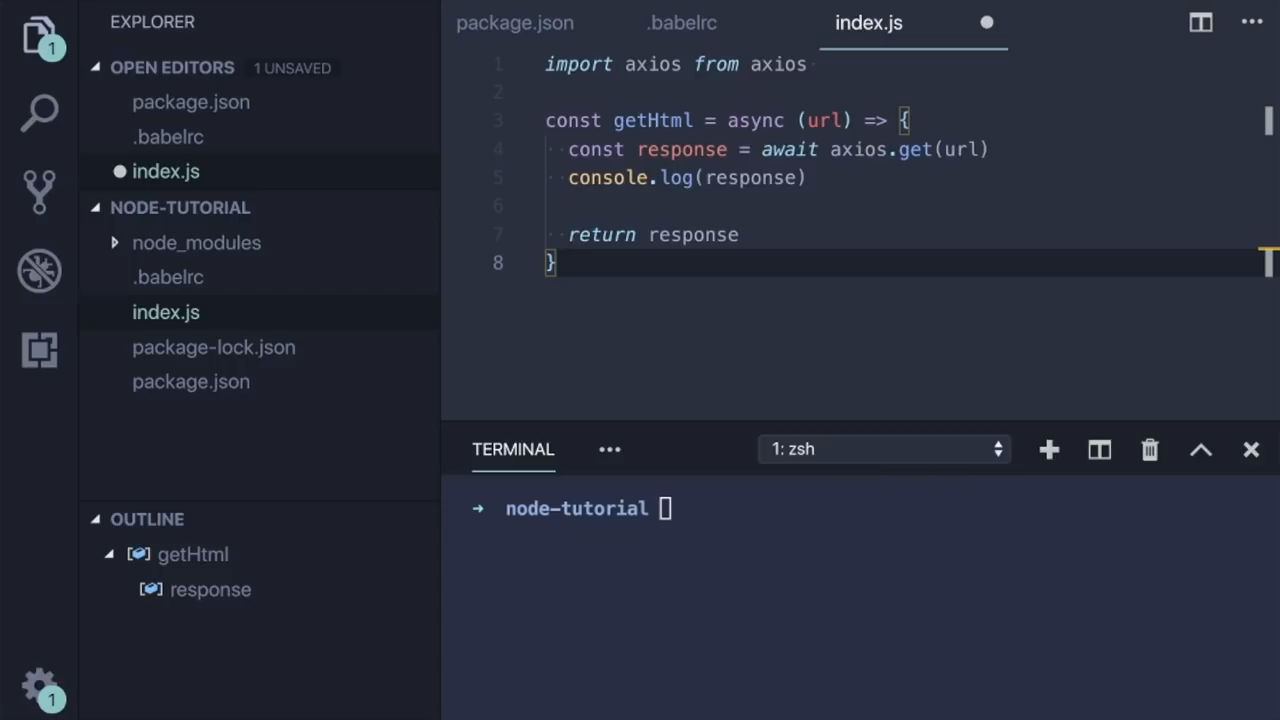 1
EXPLORER
OPEN EDITORS 1 UNSAVED
package.json
.babelrc
index.js
NODE-TUTORIAL
node_modules
.babelrc
index.js
package-lock.json
package.json
OUTLINE
getHtml
response
1
package.json .babelrc index.js
1 import axios from axios
2
3 const getHtml = async (url) => {
4 const response = await axios.get(url)
5 console.log(response)
6
7 return response
8 }
TERMINAL 1: zsh
→ node-tutorial